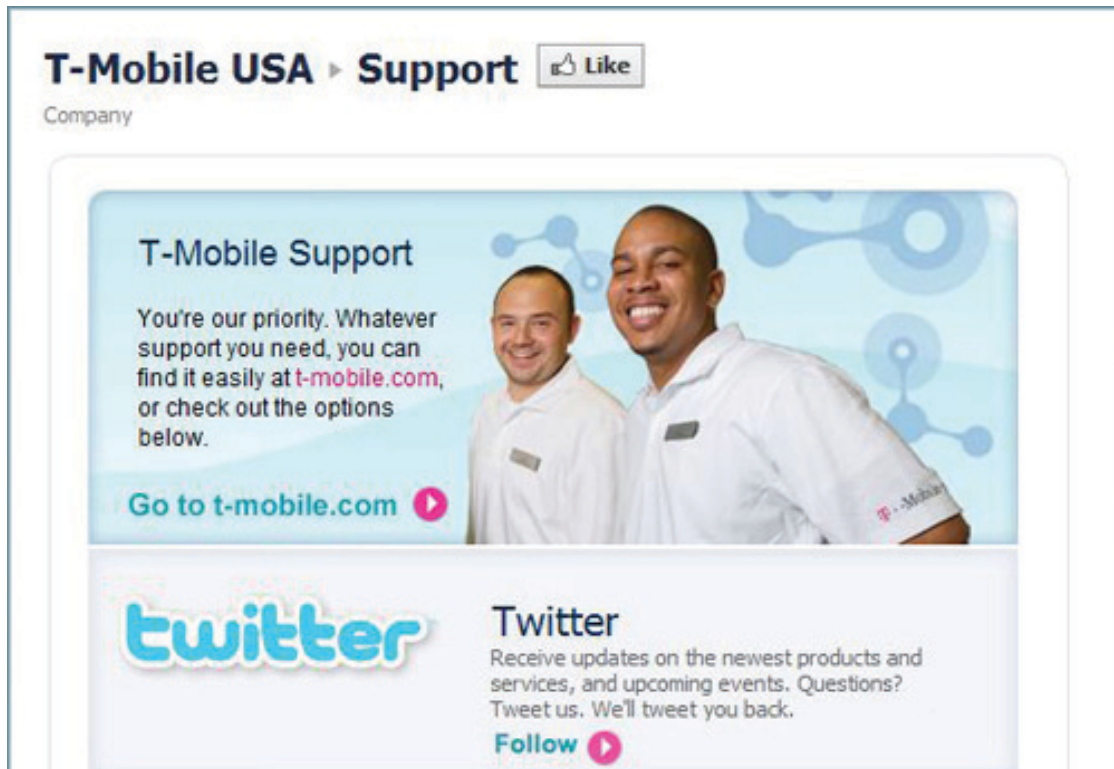 T-Mobile USA ▸ Support Like
Company
T-Mobile Support
You're our priority. Whatever
support you need, you can
find it easily at t-mobile.com,
or check out the options
below.
Go to t-mobile.com
T··Mobile
twitter
Twitter
Receive updates on the newest products and
services, and upcoming events. Questions?
Tweet us. We'll tweet you back.
Follow